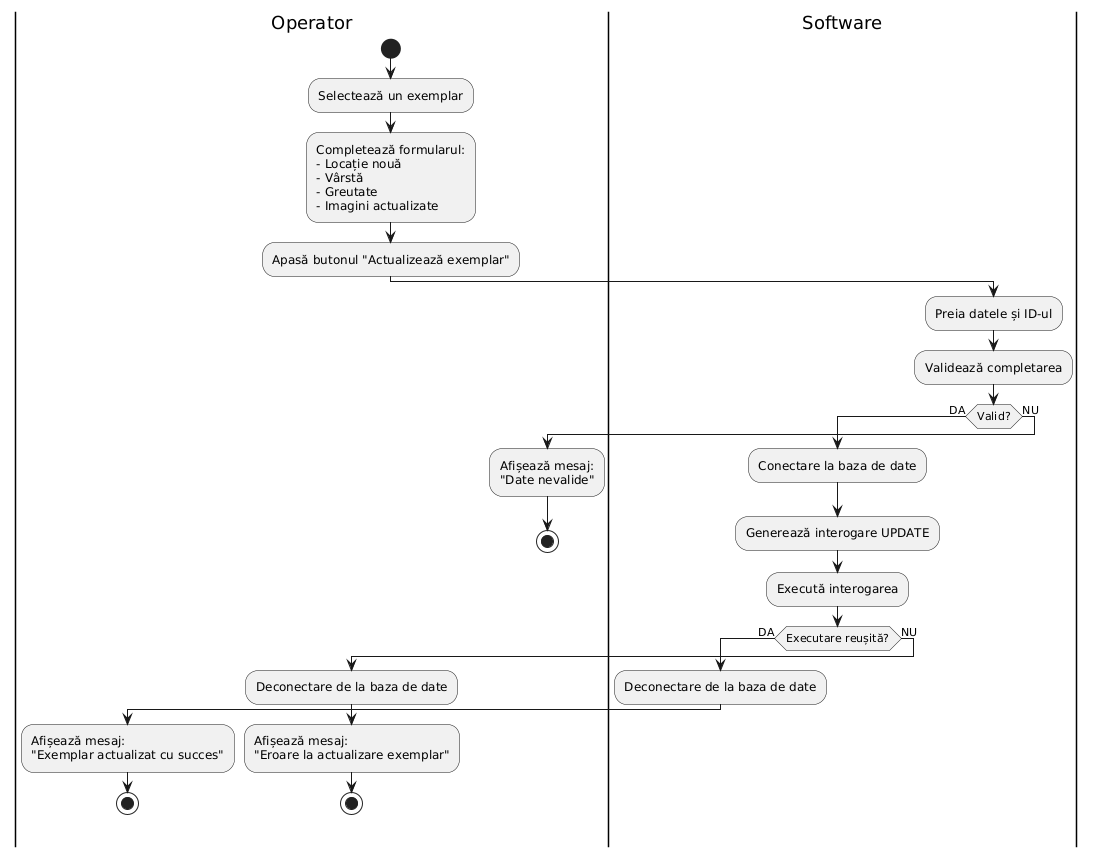 Operator
Software
Selectează un exemplar
Completează formularul:
- Locație nouă
- Vârstă
- Greutate
- Imagini actualizate
Apasă butonul "Actualizează exemplar"
Preia datele și ID-ul
Validează completarea
DA
Valid?
NU
Afișează mesaj:
"Date nevalide"
Conectare la baza de date
Generează interogare UPDATE
Execută interogarea
DA
Executare reușită?
NU
Deconectare de la baza de date
Deconectare de la baza de date
Afișează mesaj:
"Exemplar actualizat cu succes"
Afișează mesaj:
"Eroare la actualizare exemplar"